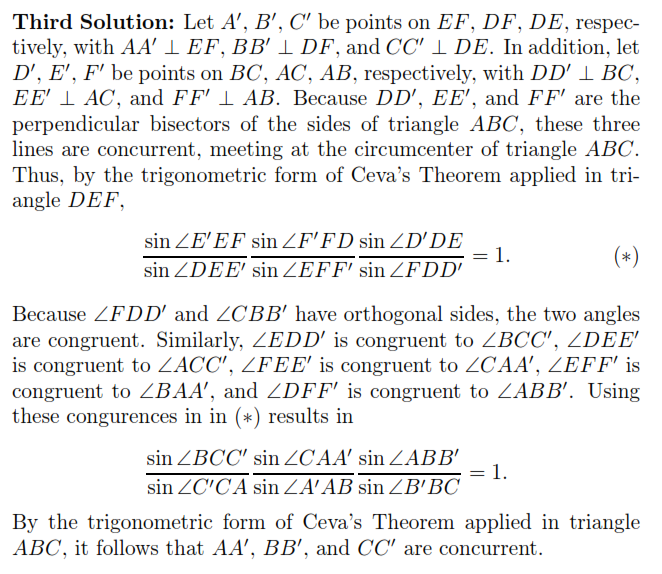 Third Solution: Let A′, B′, C′ be points on EF, DF, DE, respec-
tively, with AA′ ⊥ EF, BB′ ⊥ DF, and CC′ ⊥ DE. In addition, let
D′, E′, F′ be points on BC, AC, AB, respectively, with DD′ ⊥ BC,
EE′ ⊥ AC, and FF′ ⊥ AB. Because DD′, EE′, and FF′ are the
perpendicular bisectors of the sides of triangle ABC, these three
lines are concurrent, meeting at the circumcenter of triangle ABC.
Thus, by the trigonometric form of Ceva's Theorem applied in tri-
angle DEF,
sin ∠E′EF sin ∠F′FD sin ∠D′DE
sin ∠DEE′ sin ∠EFF′ sin ∠FDD′ = 1. (∗)
Because ∠FDD′ and ∠CBB′ have orthogonal sides, the two angles
are congruent. Similarly, ∠EDD′ is congruent to ∠BCC′, ∠DEE′
is congruent to ∠ACC′, ∠FEE′ is congruent to ∠CAA′, ∠EFF′ is
congruent to ∠BAA′, and ∠DFF′ is congruent to ∠ABB′. Using
these congurences in in (∗) results in
sin ∠BCC′ sin ∠CAA′ sin ∠ABB′
sin ∠C′CA sin ∠A′AB sin ∠B′BC = 1.
By the trigonometric form of Ceva's Theorem applied in triangle
ABC, it follows that AA′, BB′, and CC′ are concurrent.